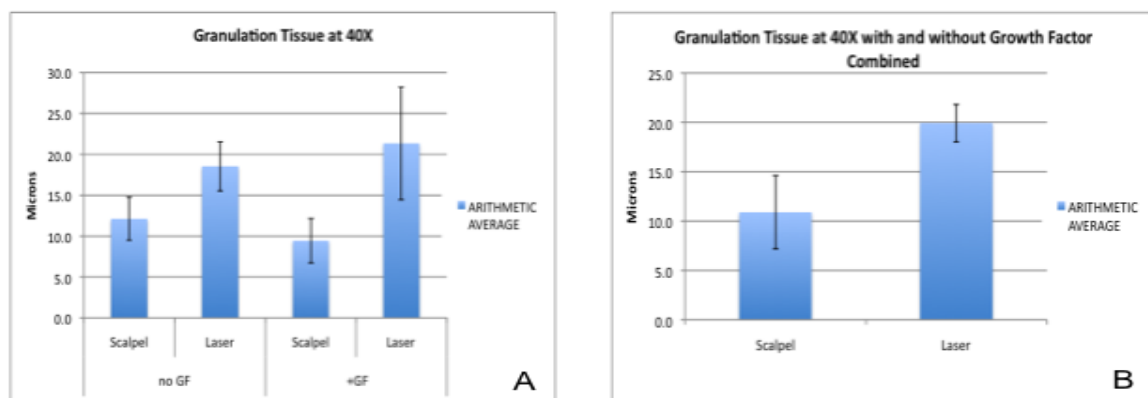 Granulation Tissue at 40X
30.0
25.0
20.0
15.0
10.0
5.0
0.0
Microns
Scalpel Laser Scalpel Laser
no GF +GF
ARITHMETIC
AVERAGE
A
Granulation Tissue at 40X with and without Growth Factor
Combined
25.0
20.0
15.0
10.0
5.0
0.0
Microns
Scalpel Laser
ARITHMETIC
AVERAGE
B